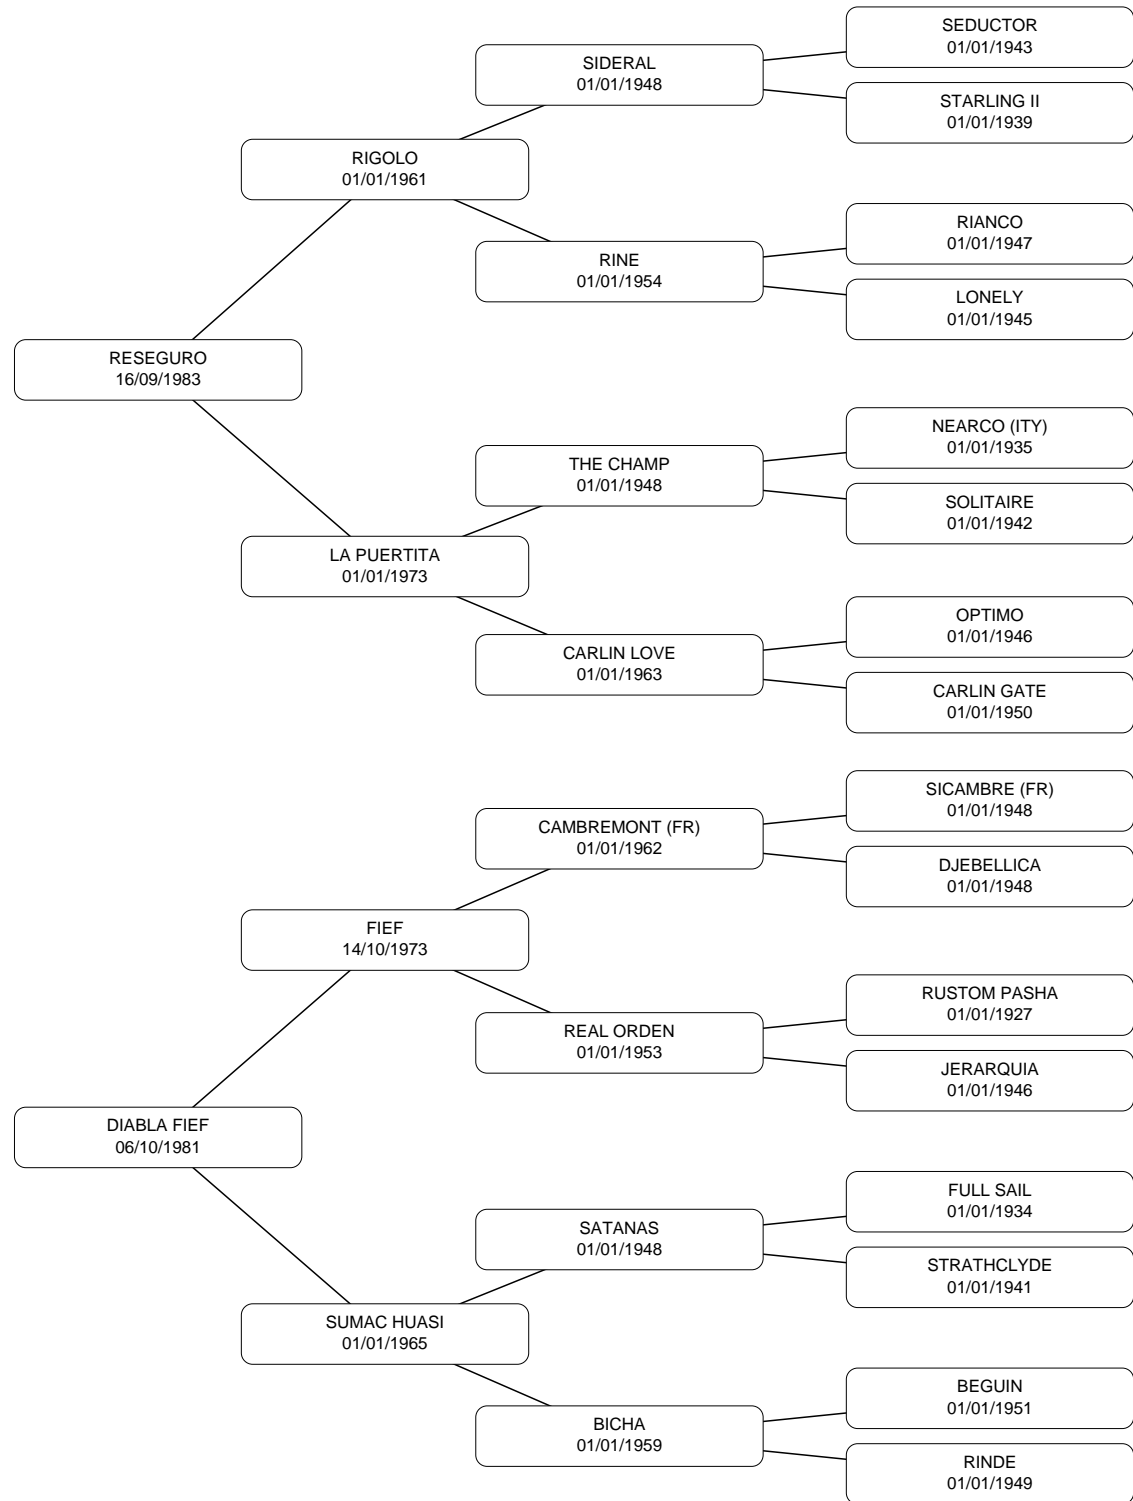 SEDUCTOR
01/01/1943
SIDERAL
01/01/1948
STARLING II
01/01/1939
RIGOLO
01/01/1961
RIANCO
01/01/1947
RINE
01/01/1954
LONELY
01/01/1945
RESEGURO
16/09/1983
NEARCO (ITY)
01/01/1935
THE CHAMP
01/01/1948
SOLITAIRE
01/01/1942
LA PUERTITA
01/01/1973
OPTIMO
01/01/1946
CARLIN LOVE
01/01/1963
CARLIN GATE
01/01/1950
SICAMBRE (FR)
01/01/1948
CAMBREMONT (FR)
01/01/1962
DJEBELLICA
01/01/1948
FIEF
14/10/1973
RUSTOM PASHA
01/01/1927
REAL ORDEN
01/01/1953
JERARQUIA
01/01/1946
DIABLA FIEF
06/10/1981
FULL SAIL
01/01/1934
SATANAS
01/01/1948
STRATHCLYDE
01/01/1941
SUMAC HUASI
01/01/1965
BEGUIN
01/01/1951
BICHA
01/01/1959
RINDE
01/01/1949